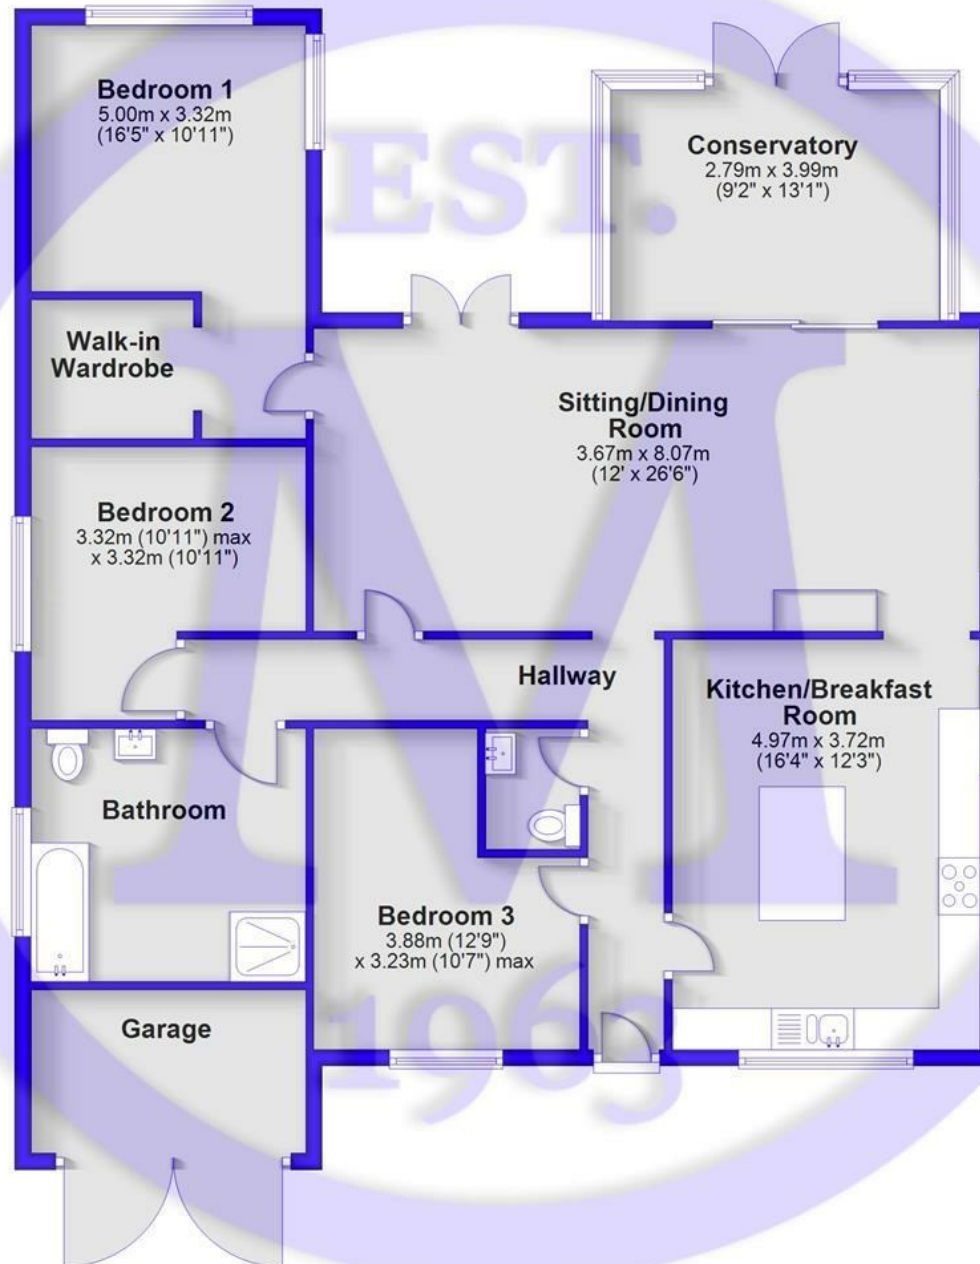 Bedroom 1
5.00m x 3.32m
(16'5" x 10'11")
EST.
Conservatory
2.79m x 3.99m
(9'2" x 13'1")
Walk-in
Wardrobe
Sitting/Dining
Room
3.67m x 8.07m
(12' x 26'6")
Bedroom 2
3.32m (10'11") max
x 3.32m (10'11")
M
Hallway
Kitchen/Breakfast
Room
4.97m x 3.72m
(16'4" x 12'3")
Bathroom
Bedroom 3
3.88m (12'9")
x 3.23m (10'7") max
Garage
1963